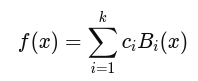 f(x) = \sum_{i=1}^{k} c_i B_i(x)